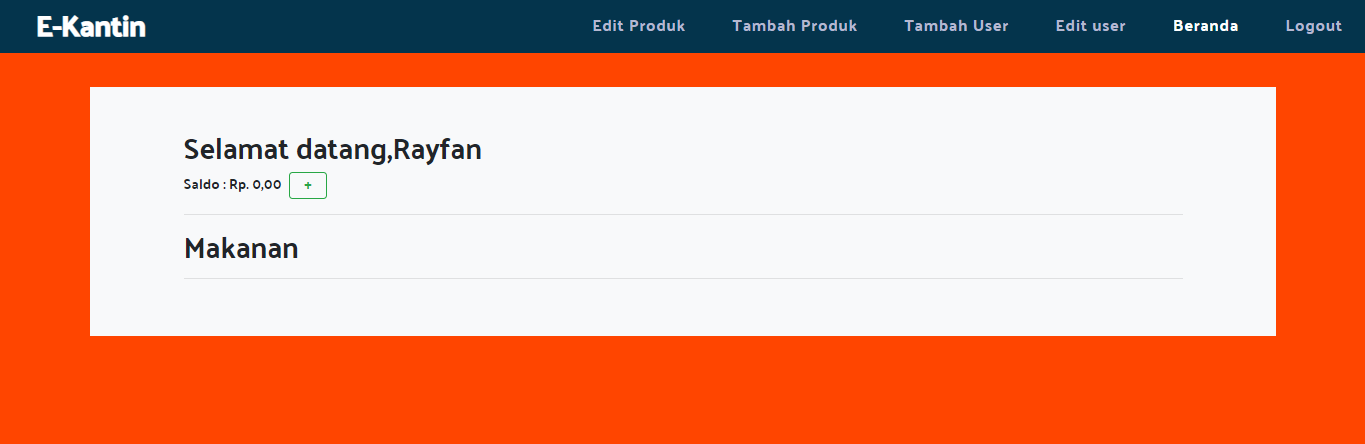 E-Kantin Edit Produk Tambah Produk Tambah User Edit user Beranda Logout
Selamat datang,Rayfan
Saldo : Rp. 0,00 +
Makanan